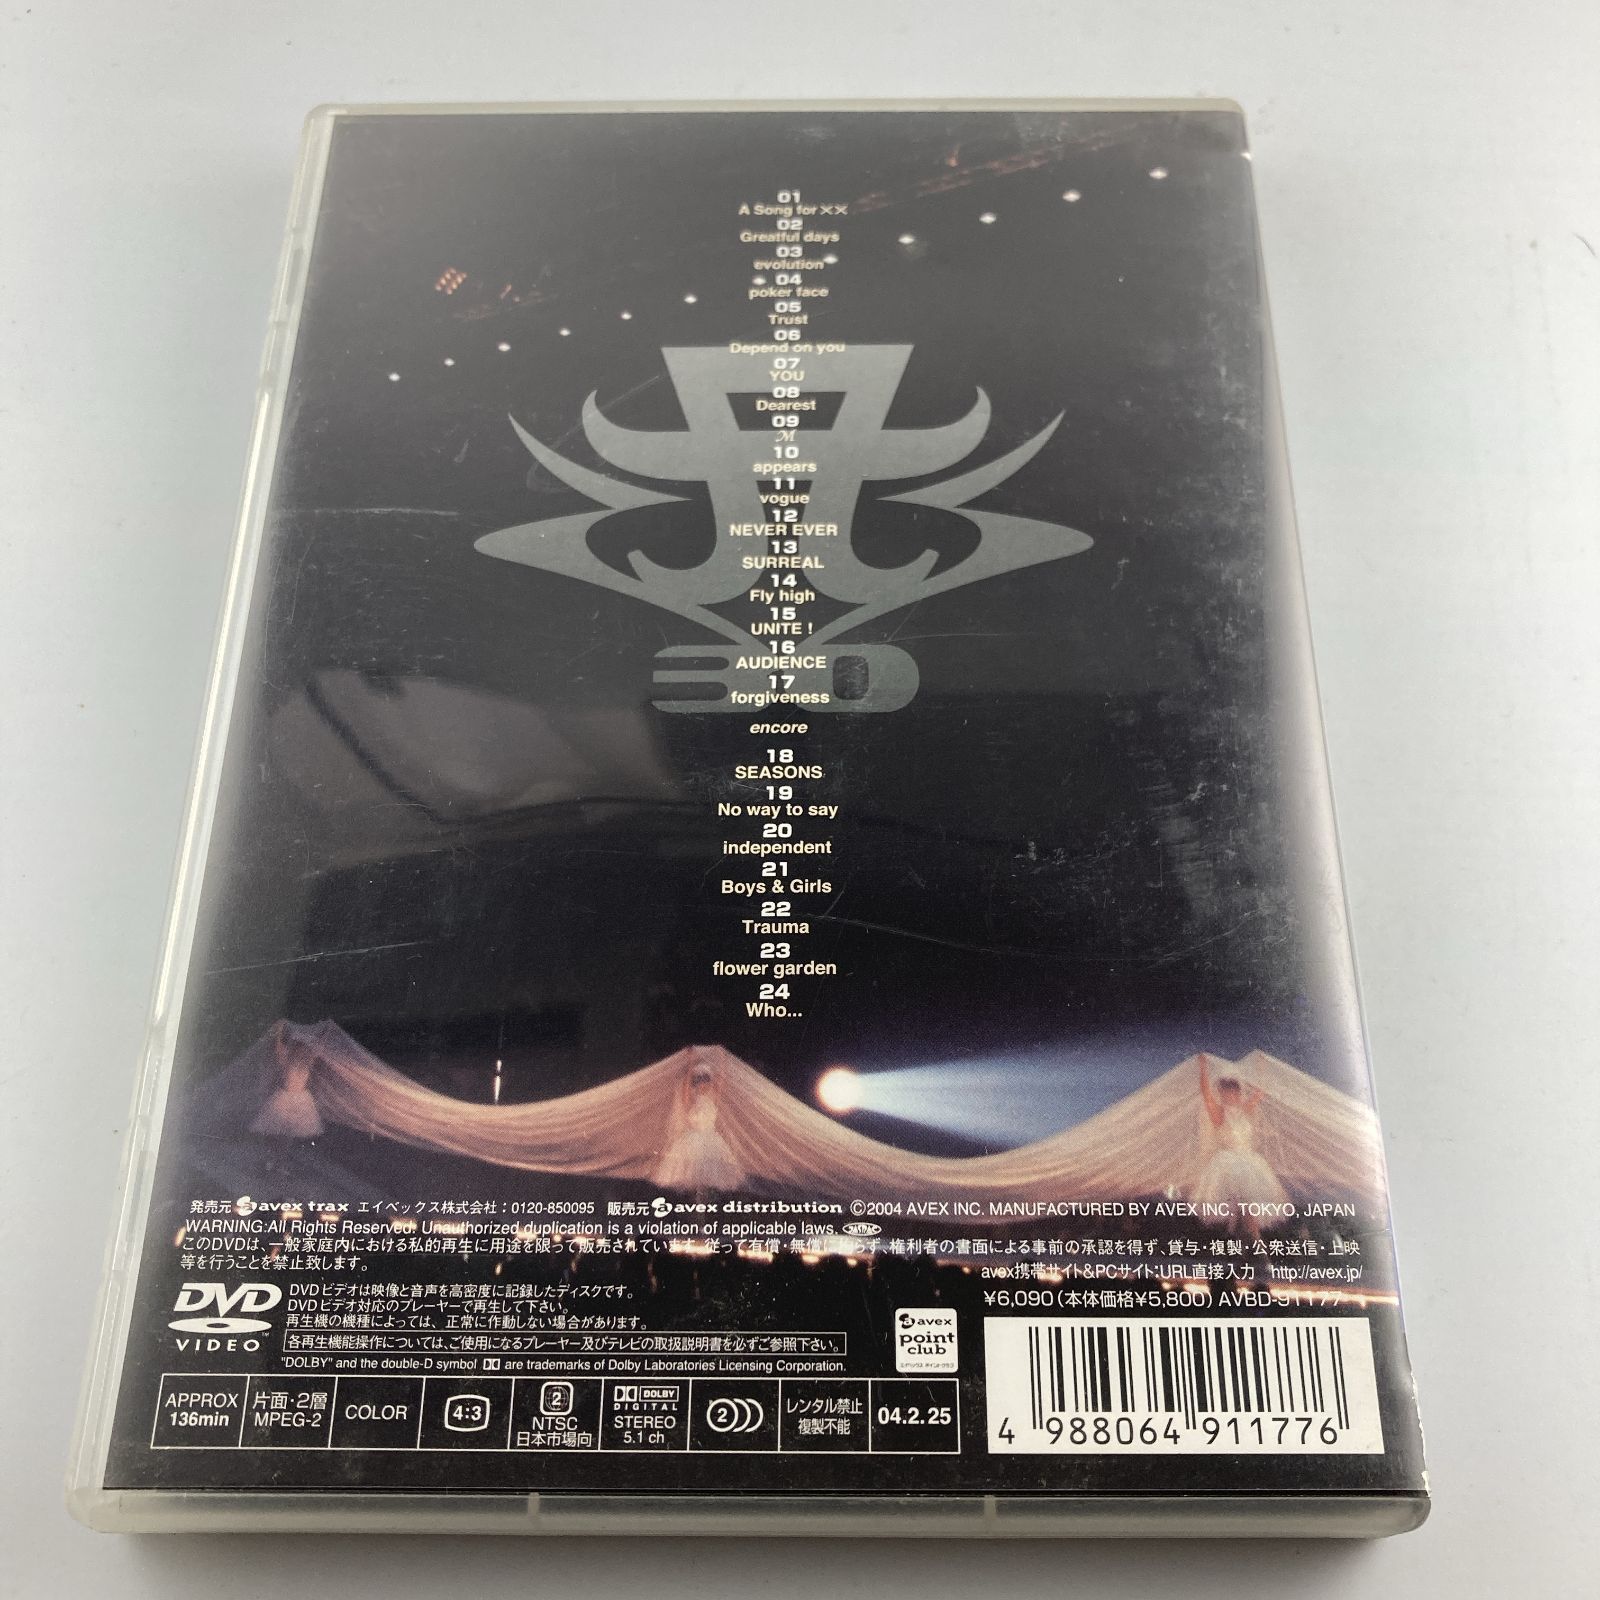 01
A Song for ××
02
Greatful days
03
evolution
04
poker face
05
Trust
06
Depend on you
07
YOU
08
Dearest
09
M
10
appears
11
vogue
12
NEVER EVER
13
SURREAL
14
Fly high
15
UNITE !
16
AUDIENCE
17
forgiveness
30
encore
18
SEASONS
19
No way to say
20
independent
21
Boys & Girls
22
Trauma
23
flower garden
24
Who...
発売元 avex trax エイベックス株式会社：0120-850095 販売元 avex distribution ©2004 AVEX INC. MANUFACTURED BY AVEX INC. TOKYO, JAPAN
WARNING:All Rights Reserved. Unauthorized duplication is a violation of applicable laws.
このDVDは、一般家庭内における私的再生に用途を限って販売されています。従って有償・無償に拘らず、権利者の書面による事前の承認を得ず、貸与・複製・公衆送信・上映
等を行うことを禁止致します。
avex携帯サイト&PCサイト:URL直接入力 http://avex.jp/
¥6,090(本体価格¥5,800) AVBD-91177
DVD
VIDEO
DVDビデオは映像と音声を高密度に記録したディスクです。
DVDビデオ対応のプレーヤーで再生して下さい。
再生機の機種によっては、正常に作動しない場合があります。
各再生機能操作については、ご使用になるプレーヤー及びテレビの取扱説明書を必ずご参照下さい。
"DOLBY" and the double-D symbol are trademarks of Dolby Laboratories Licensing Corporation.
avex
point
club
エイベックス ポイントクラブ
APPROX
136min
片面・2層
MPEG-2
COLOR
4:3
2
NTSC
日本市場向
DOLBY
DIGITAL
STEREO
5.1 ch
2
レンタル禁止
複製不能
04.2.25
4 988064 911776